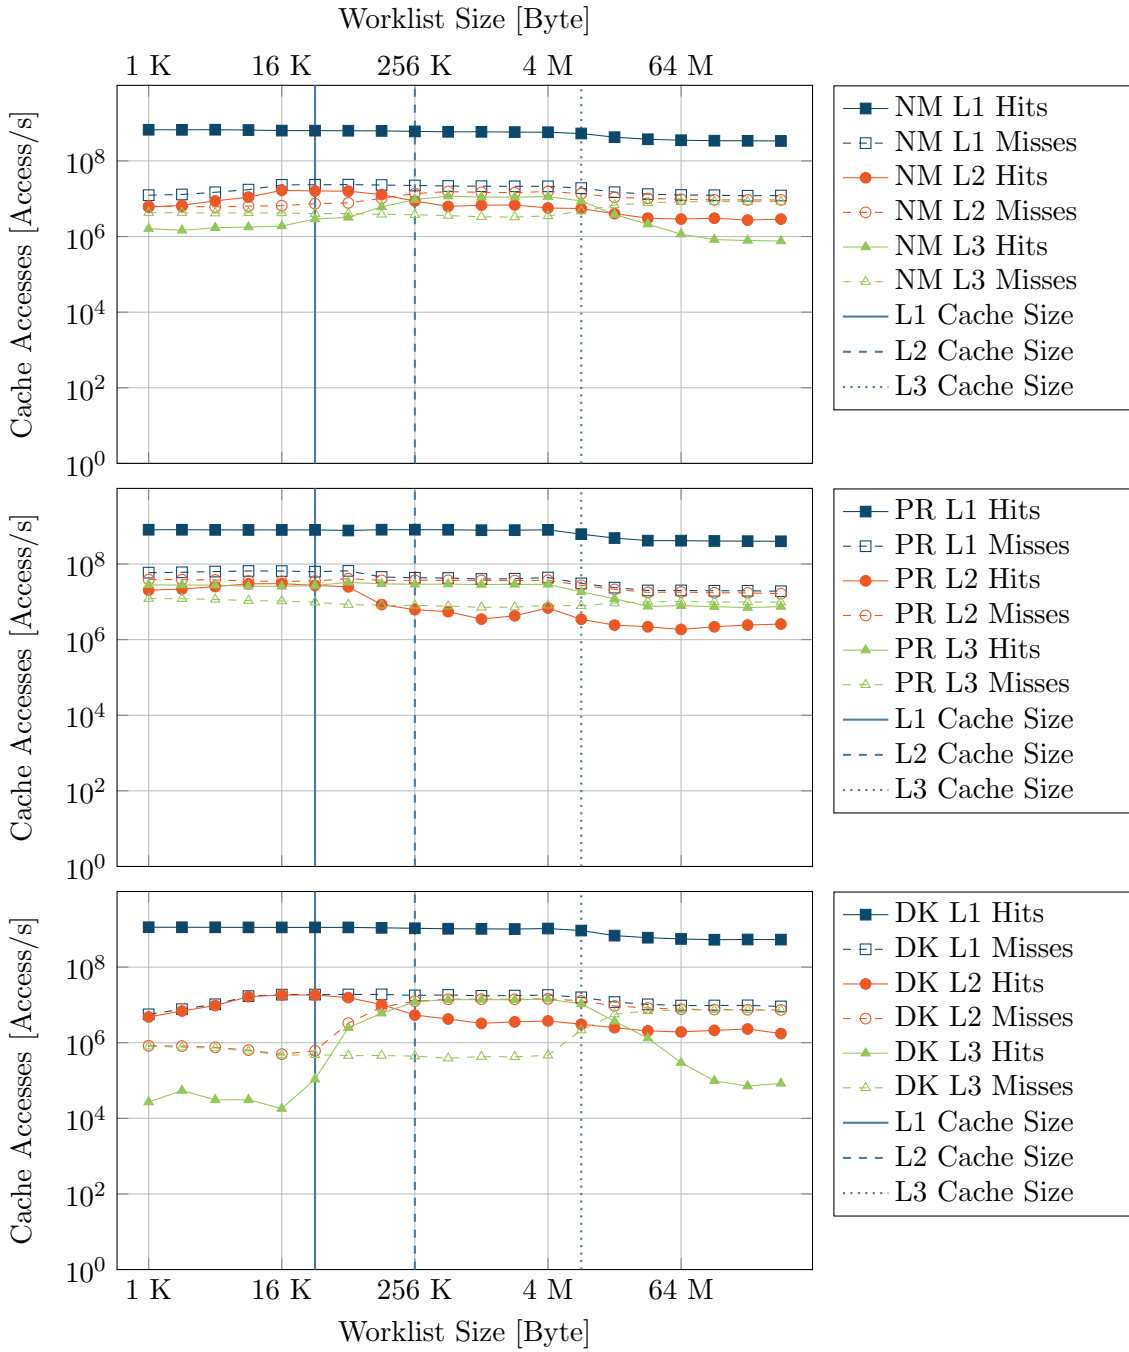 Worklist Size [Byte]
1 K 16 K 256 K 4 M 64 M
Cache Accesses [Access/s]
10^8
10^6
10^4
10^2
10^0
NM L1 Hits
NM L1 Misses
NM L2 Hits
NM L2 Misses
NM L3 Hits
NM L3 Misses
L1 Cache Size
L2 Cache Size
L3 Cache Size
Cache Accesses [Access/s]
10^8
10^6
10^4
10^2
10^0
PR L1 Hits
PR L1 Misses
PR L2 Hits
PR L2 Misses
PR L3 Hits
PR L3 Misses
L1 Cache Size
L2 Cache Size
L3 Cache Size
Cache Accesses [Access/s]
10^8
10^6
10^4
10^2
10^0
DK L1 Hits
DK L1 Misses
DK L2 Hits
DK L2 Misses
DK L3 Hits
DK L3 Misses
L1 Cache Size
L2 Cache Size
L3 Cache Size
1 K 16 K 256 K 4 M 64 M
Worklist Size [Byte]